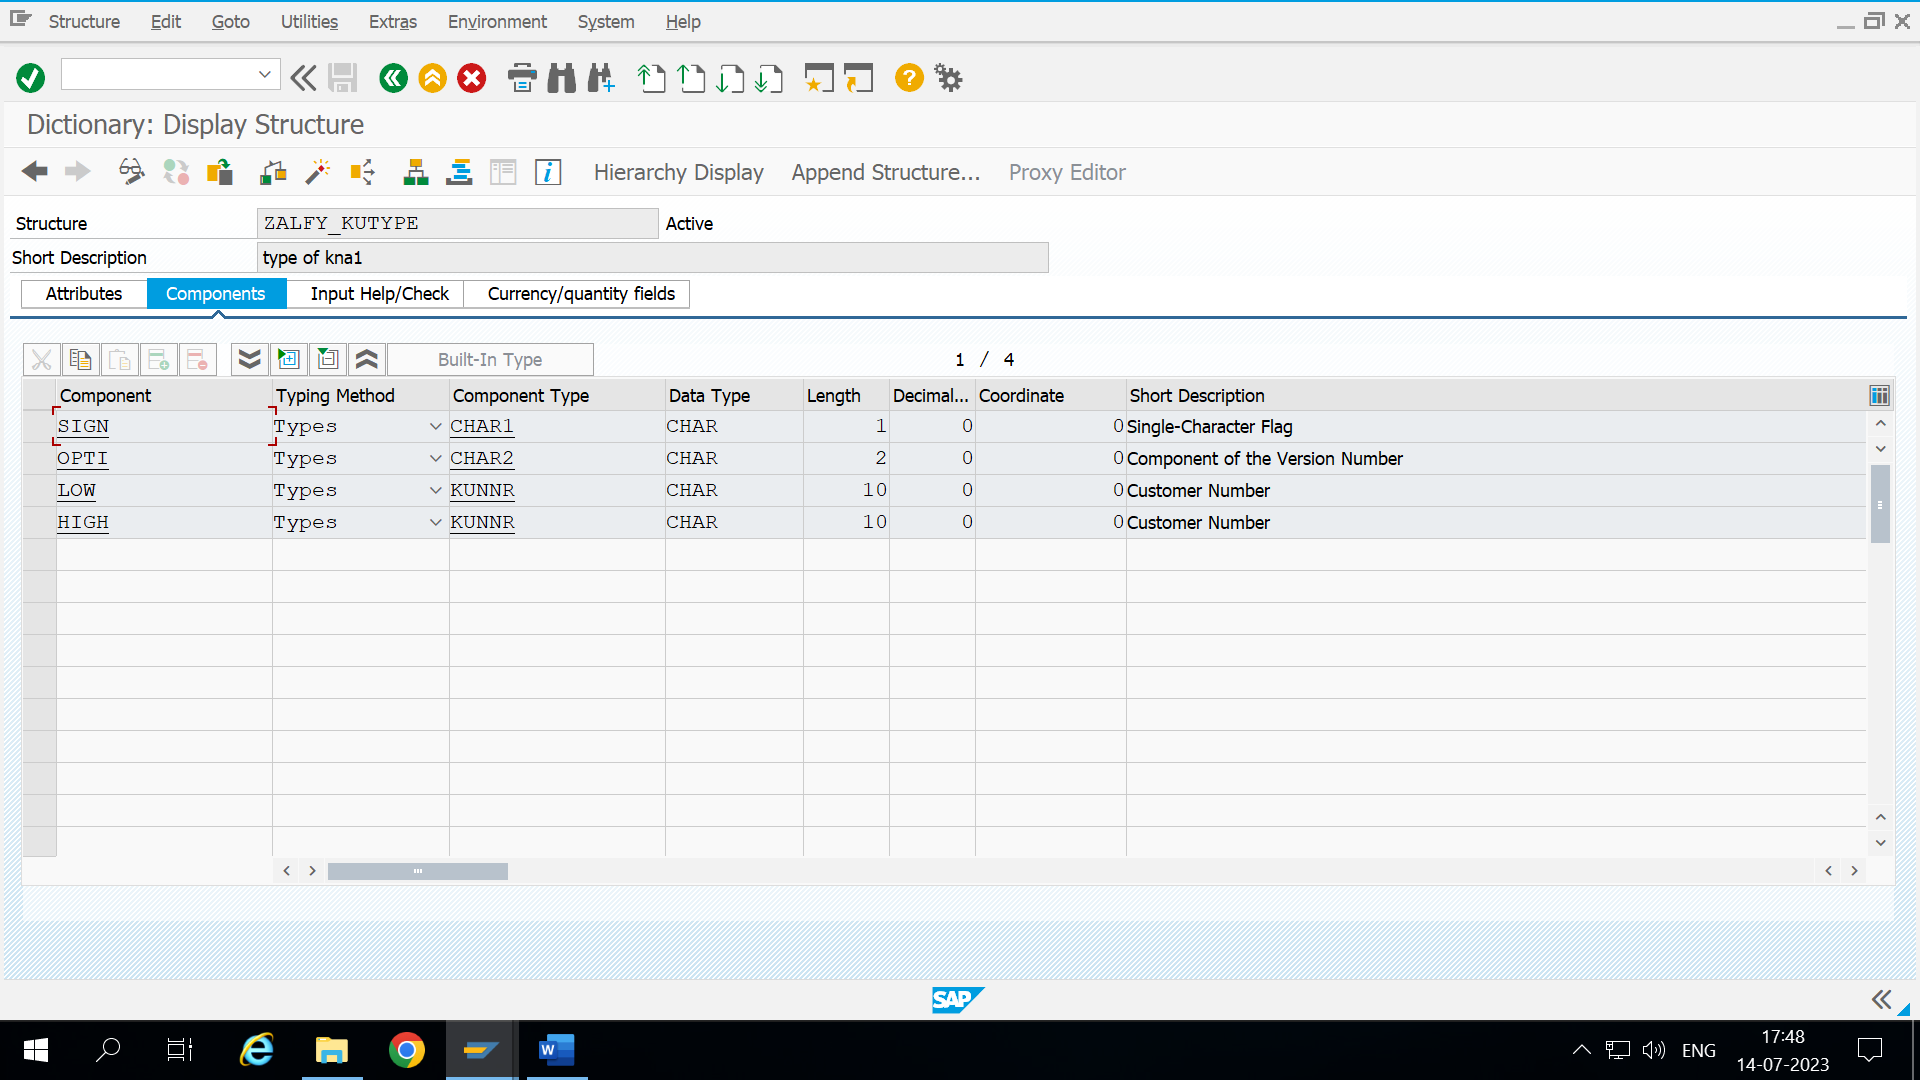 Structure Edit Goto Utilities Extras Environment System Help
Dictionary: Display Structure
Hierarchy Display Append Structure... Proxy Editor
Structure ZALFY_KUTYPE Active
Short Description type of kna1
Attributes Components Input Help/Check Currency/quantity fields
Built-In Type 1 / 4
Component Typing Method Component Type Data Type Length Decimal... Coordinate Short Description
SIGN Types CHAR1 CHAR 1 0 0 Single-Character Flag
OPTI Types CHAR2 CHAR 2 0 0 Component of the Version Number
LOW Types KUNNR CHAR 10 0 0 Customer Number
HIGH Types KUNNR CHAR 10 0 0 Customer Number
SAP
17:48
ENG
14-07-2023